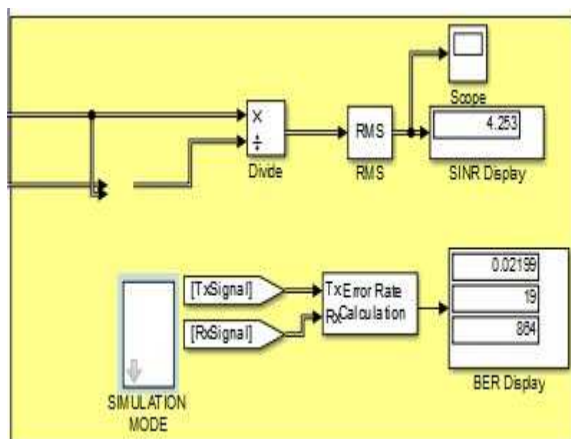 ×
÷
Divide
RMS
RMS
Scope
4.253
SINR Display
[TxSignal]
[RxSignal]
Tx Error Rate
Rx Calculation
0.02199
19
864
BER Display
SIMULATION
MODE